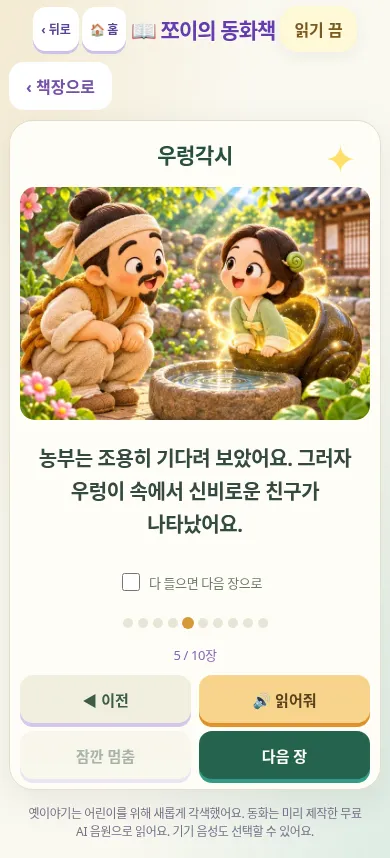 ‹ 뒤로
🏠 홈
📖 쪼이의 동화책
읽기 끔
‹ 책장으로
우렁각시
농부는 조용히 기다려 보았어요. 그러자
우렁이 속에서 신비로운 친구가
나타났어요.
다 들으면 다음 장으로
5 / 10장
◀ 이전
🔊 읽어줘
잠깐 멈춤
다음 장
옛이야기는 어린이를 위해 새롭게 각색했어요. 동화는 미리 제작한 무료
AI 음원으로 읽어요. 기기 음성도 선택할 수 있어요.